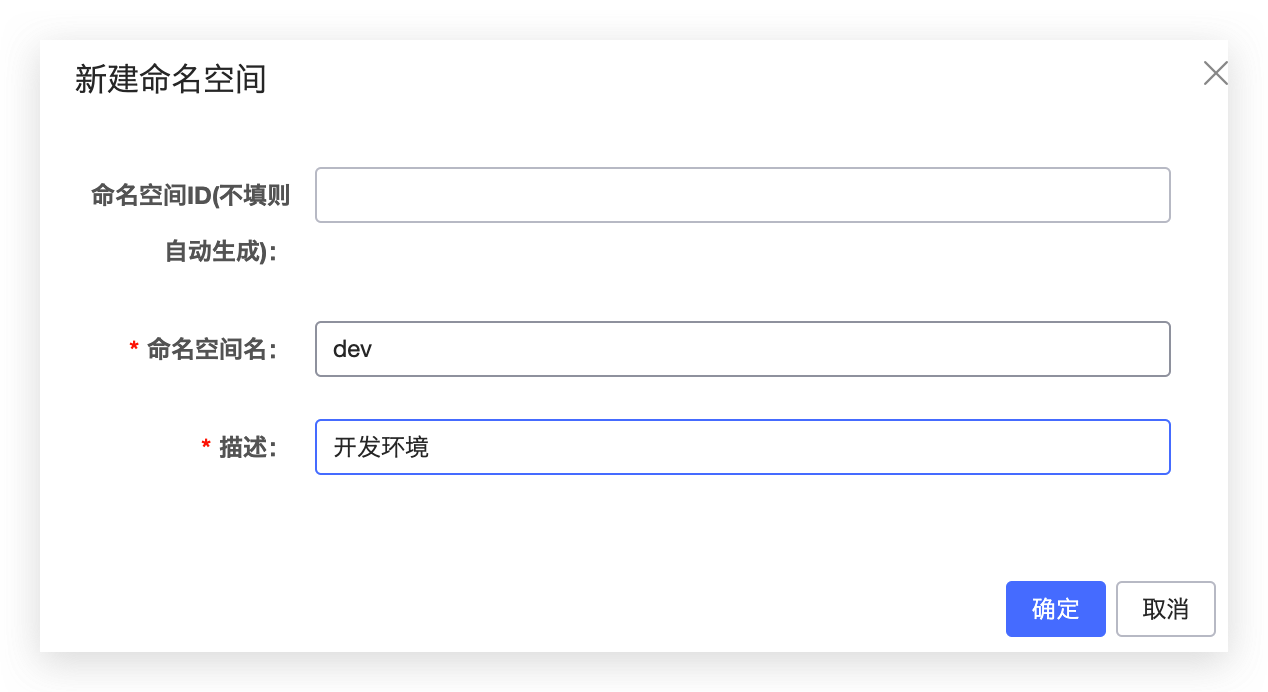 新建命名空间
命名空间ID(不填则
自动生成):
* 命名空间名:
dev
* 描述:
开发环境
确定
取消